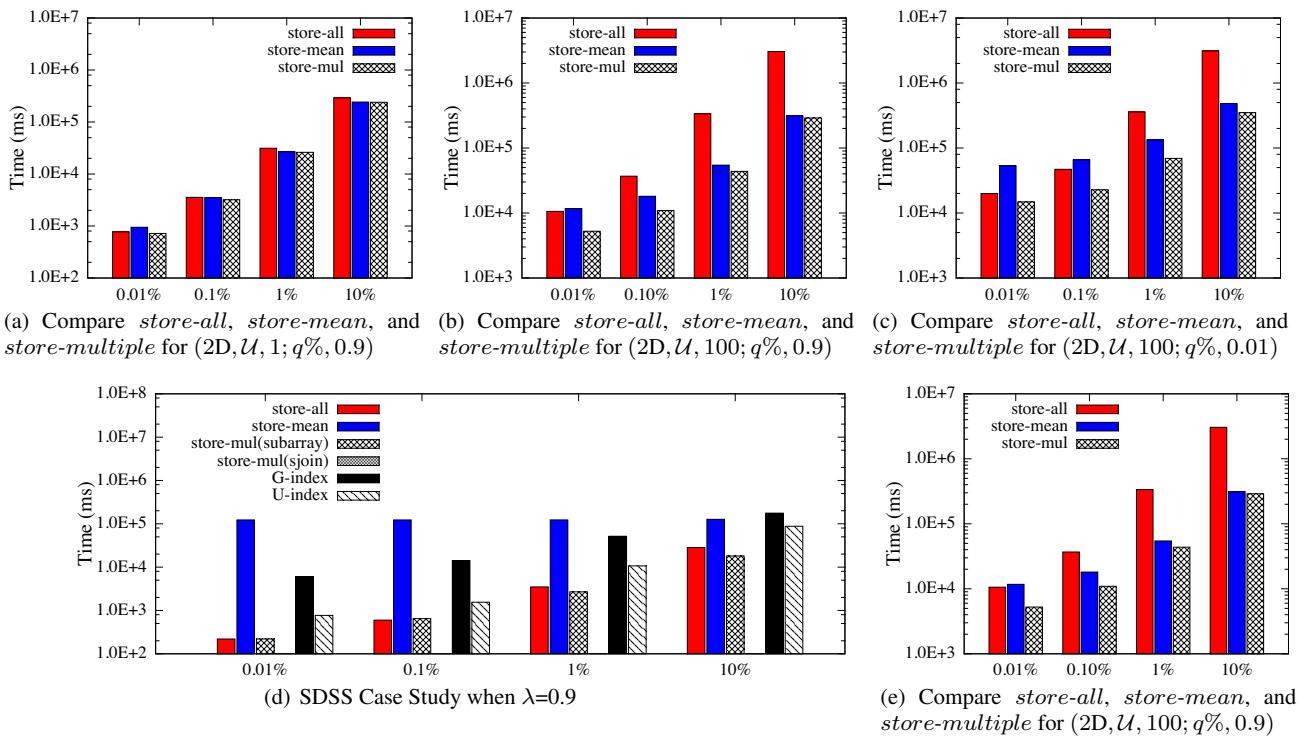 1.0E+7
1.0E+6
1.0E+5
1.0E+4
1.0E+3
1.0E+2
Time (ms)
store-all
store-mean
store-mul
0.01% 0.1% 1% 10%
(a) Compare store-all, store-mean, and
store-multiple for (2D, 𝒰, 1; q%, 0.9)
1.0E+7
1.0E+6
1.0E+5
1.0E+4
1.0E+3
Time (ms)
store-all
store-mean
store-mul
0.01% 0.10% 1% 10%
(b) Compare store-all, store-mean, and
store-multiple for (2D, 𝒰, 100; q%, 0.9)
1.0E+7
1.0E+6
1.0E+5
1.0E+4
1.0E+3
Time (ms)
store-all
store-mean
store-mul
0.01% 0.1% 1% 10%
(c) Compare store-all, store-mean, and
store-multiple for (2D, 𝒰, 100; q%, 0.01)
1.0E+8
1.0E+7
1.0E+6
1.0E+5
1.0E+4
1.0E+3
1.0E+2
Time (ms)
store-all
store-mean
store-mul(subarray)
store-mul(sjoin)
G-index
U-index
0.01% 0.1% 1% 10%
(d) SDSS Case Study when λ=0.9
1.0E+7
1.0E+6
1.0E+5
1.0E+4
1.0E+3
Time (ms)
store-all
store-mean
store-mul
0.01% 0.10% 1% 10%
(e) Compare store-all, store-mean, and
store-multiple for (2D, 𝒰, 100; q%, 0.9)